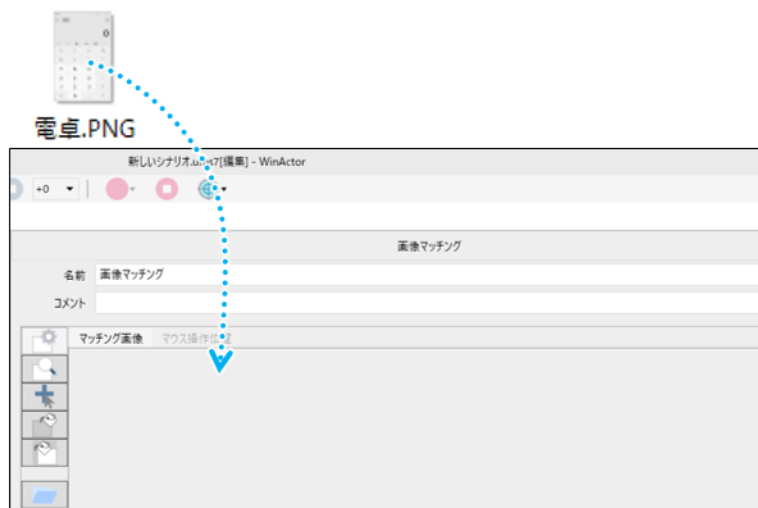 電卓.PNG
新しいシナリオ.ums7[編集] - WinActor
+0
画像マッチング
名前 画像マッチング
コメント
マッチング画像 マウス操作位置